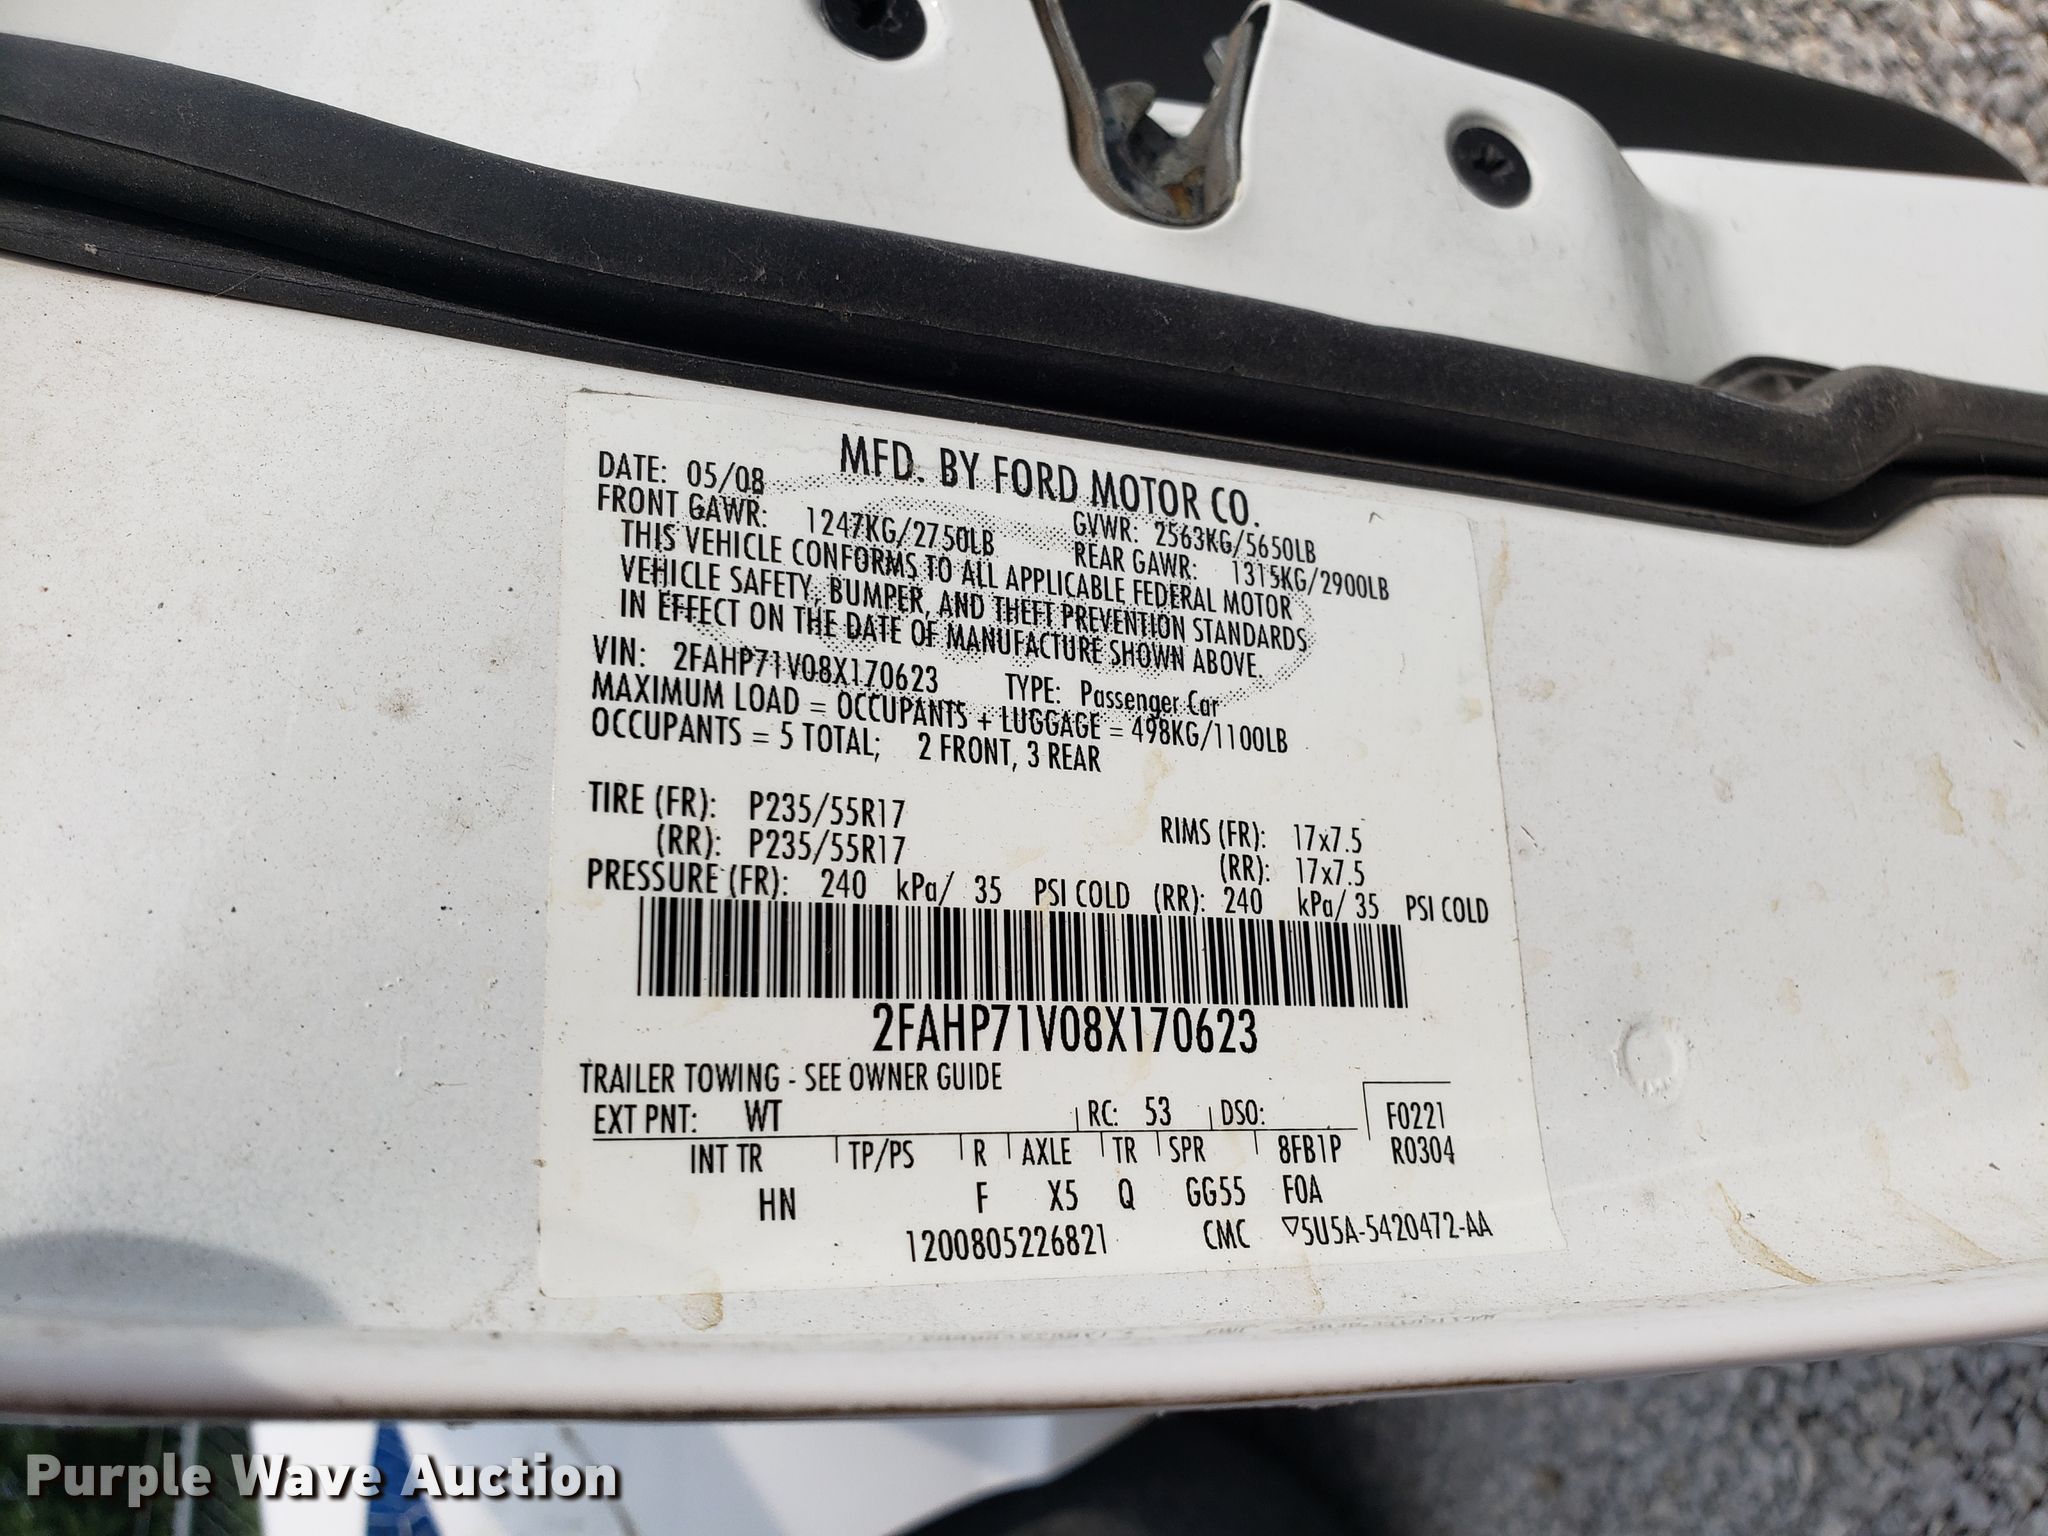 MFD. BY FORD MOTOR CO.
DATE: 05/08 GVWR: 2563KG/5650LB
FRONT GAWR: 1247KG/2750LB REAR GAWR: 1315KG/2900LB
THIS VEHICLE CONFORMS TO ALL APPLICABLE FEDERAL MOTOR
VEHICLE SAFETY, BUMPER, AND THEFT PREVENTION STANDARDS
IN EFFECT ON THE DATE OF MANUFACTURE SHOWN ABOVE.
VIN: 2FAHP71V08X170623 TYPE: Passenger Car
MAXIMUM LOAD = OCCUPANTS + LUGGAGE = 498KG/1100LB
OCCUPANTS = 5 TOTAL; 2 FRONT, 3 REAR
TIRE (FR): P235/55R17 RIMS (FR): 17x7.5
(RR): P235/55R17 (RR): 17x7.5
PRESSURE (FR): 240 kPa/ 35 PSI COLD (RR): 240 kPa/ 35 PSI COLD
2FAHP71V08X170623
TRAILER TOWING - SEE OWNER GUIDE
EXT PNT: WT RC: 53 DSO: F0221
INT TR TP/PS R AXLE TR SPR 8FB1P R0304
HN F X5 Q GG55 F0A
1200805226821 CMC ▽5U5A-5420472-AA
Purple Wave Auction